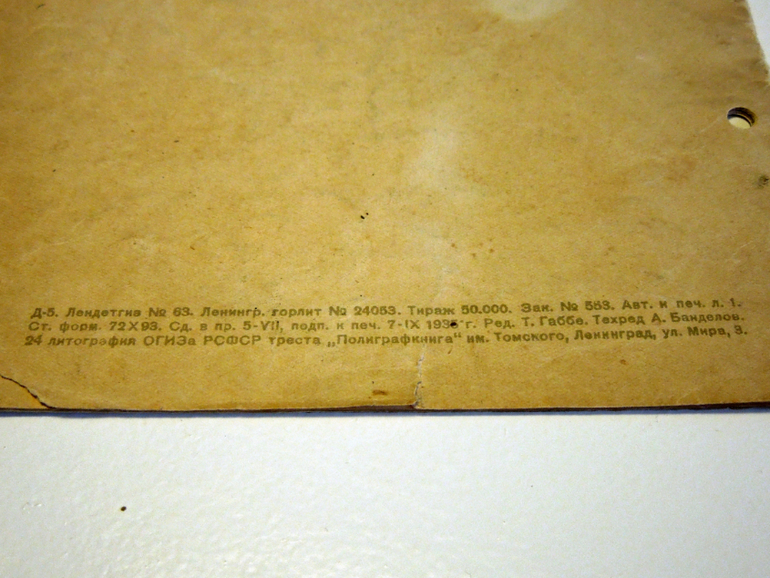 Д-5. Лендетгиз № 63. Ленингр. горлит № 24053. Тираж 50.000. Зак. № 553. Авт. и печ. л. 1.
Ст. форм. 72X93. Сд. в пр. 5-VII, подп. к печ. 7-IX г. Ред. Т. Габбе. Техред А. Банделов.
24 литография ОГИЗа РСФСР треста „Полиграфкнига“ им. Томского, Ленинград, ул. Мира, 3.